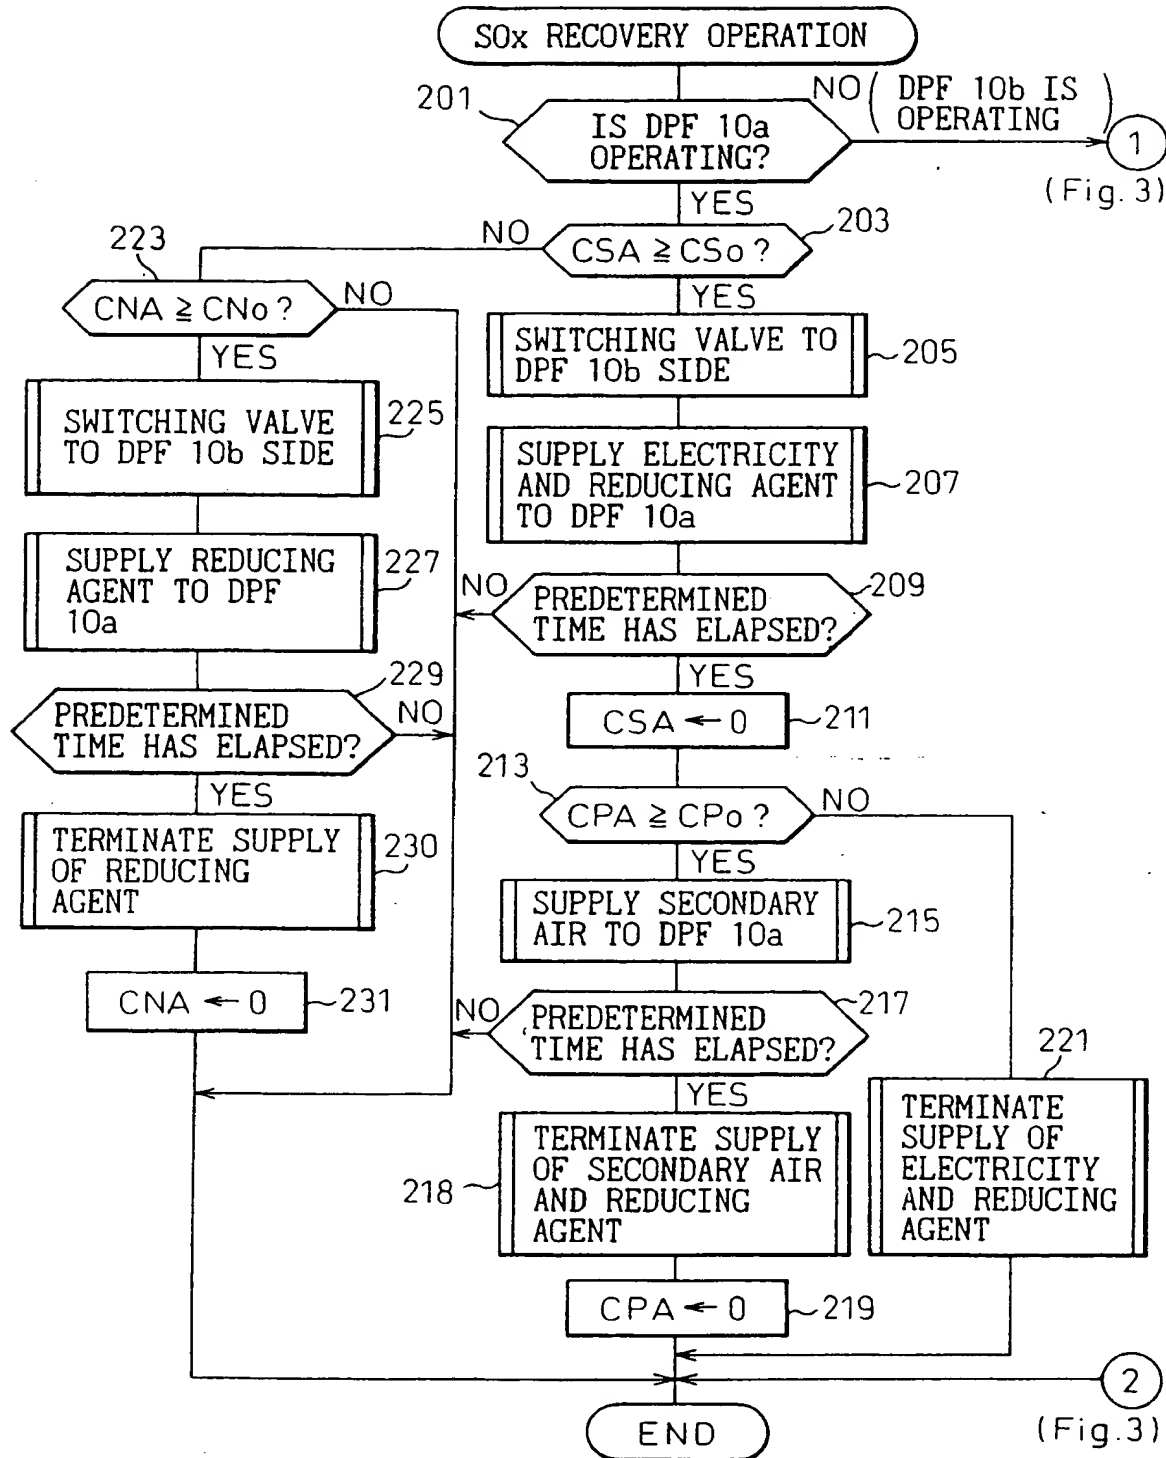 SOx RECOVERY OPERATION
201
IS DPF 10a
OPERATING?
NO
(DPF 10b IS
OPERATING)
1
(Fig.3)
YES
203
CSA ≧ CSo ?
NO
YES
223
CNA ≧ CNo ?
NO
YES
SWITCHING VALVE TO
DPF 10b SIDE
205
SWITCHING VALVE
TO DPF 10b SIDE
225
SUPPLY ELECTRICITY
AND REDUCING AGENT
TO DPF 10a
207
SUPPLY REDUCING
AGENT TO DPF
10a
227
PREDETERMINED
TIME HAS ELAPSED?
209
NO
YES
PREDETERMINED
TIME HAS ELAPSED?
229
NO
YES
CSA ← 0
211
213
CPA ≧ CPo ?
NO
YES
TERMINATE SUPPLY
OF REDUCING
AGENT
230
SUPPLY SECONDARY
AIR TO DPF 10a
215
CNA ← 0
231
PREDETERMINED
TIME HAS ELAPSED?
217
NO
YES
221
TERMINATE
SUPPLY OF
ELECTRICITY
AND REDUCING
AGENT
TERMINATE SUPPLY
OF SECONDARY AIR
AND REDUCING
AGENT
218
CPA ← 0
219
2
(Fig.3)
END